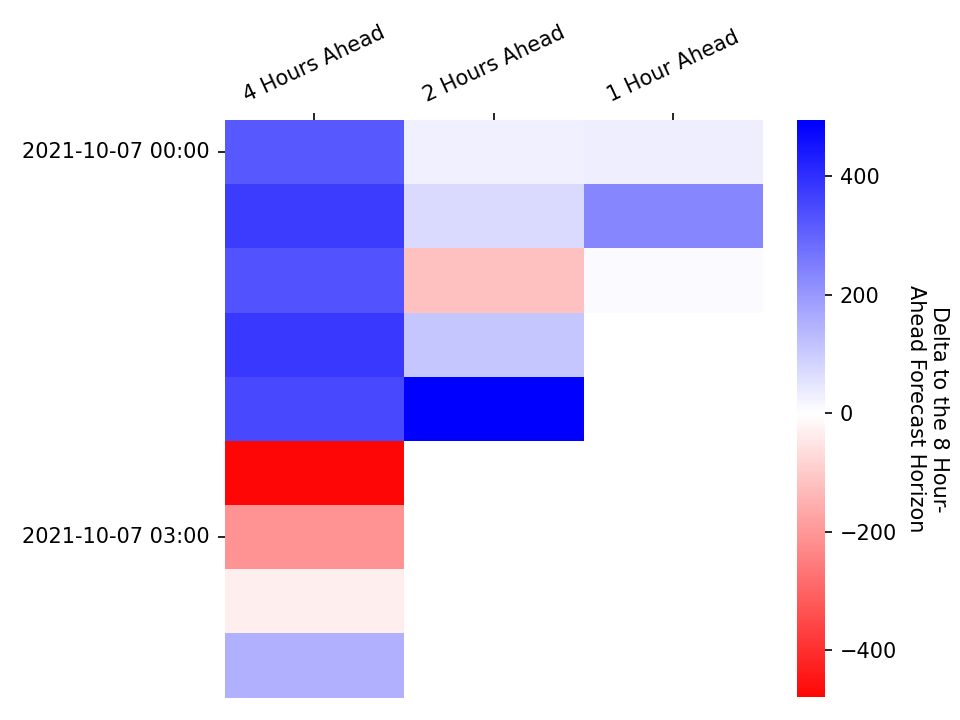 4 Hours Ahead
2 Hours Ahead
1 Hour Ahead
2021-10-07 00:00
2021-10-07 03:00
400
200
0
−200
−400
Delta to the 8 Hour-
Ahead Forecast Horizon